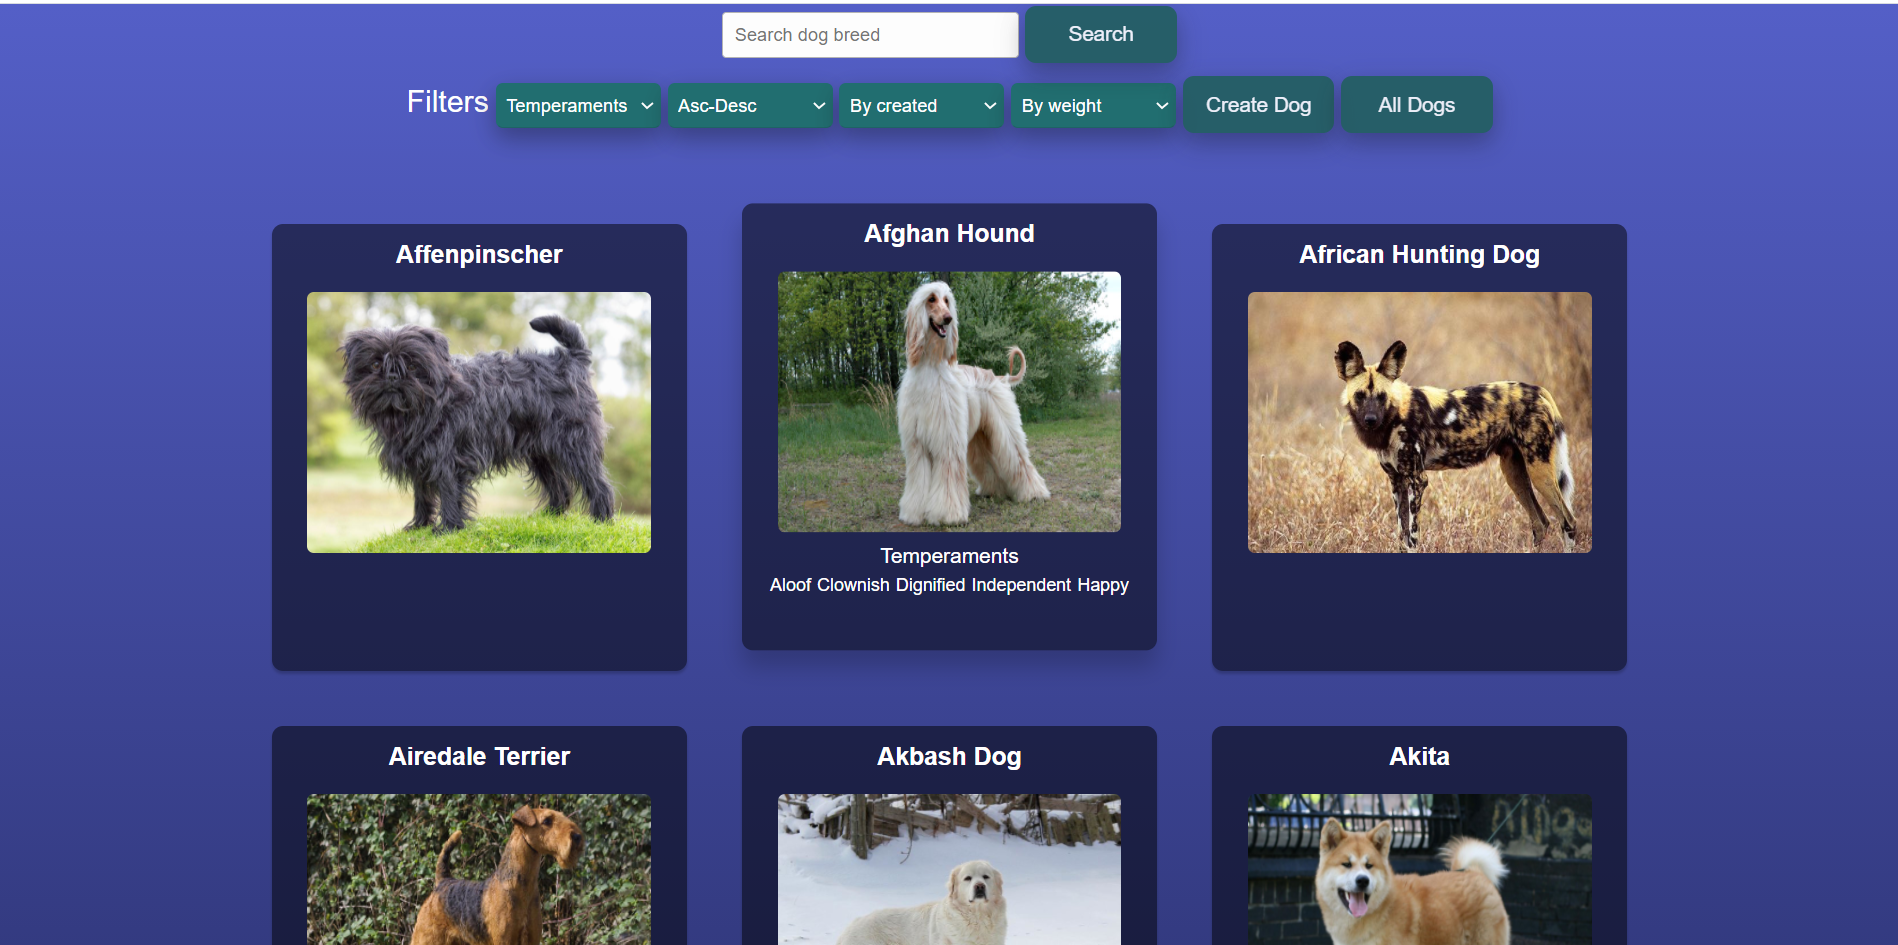 Search dog breed
Search
Filters
Temperaments
Asc-Desc
By created
By weight
Create Dog
All Dogs
Affenpinscher
Afghan Hound
African Hunting Dog
Temperaments
Aloof Clownish Dignified Independent Happy
Airedale Terrier
Akbash Dog
Akita